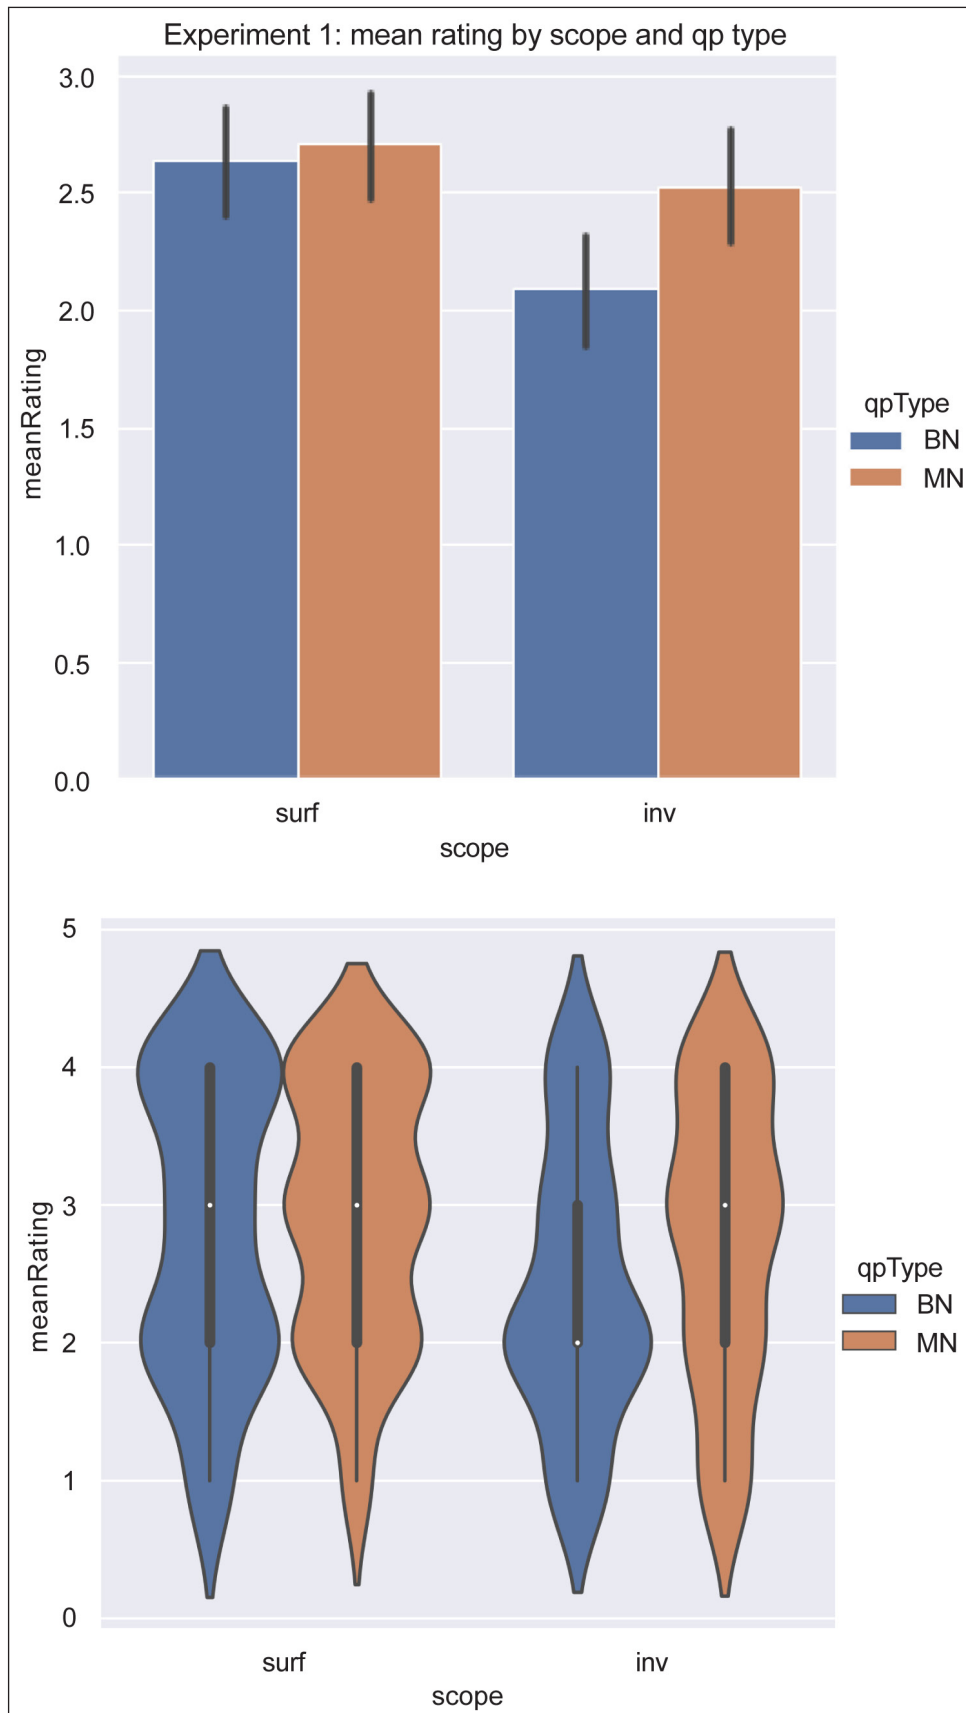 Experiment 1: mean rating by scope and qp type
3.0
2.5
2.0
1.5
1.0
0.5
0.0
meanRating
surf
inv
scope
qpType
BN
MN
5
4
3
2
1
0
meanRating
surf
inv
scope
qpType
BN
MN